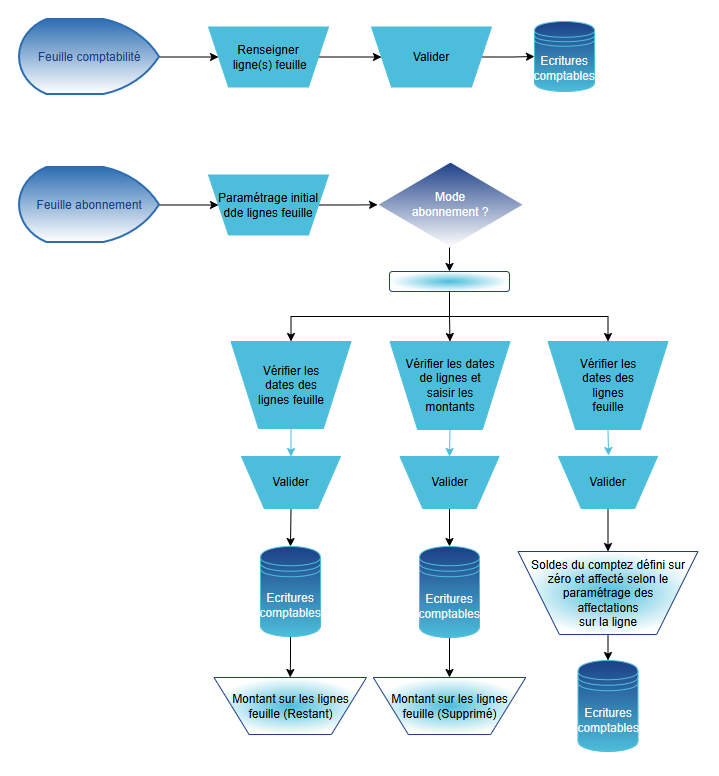 Feuille comptabilité
Renseigner
ligne(s) feuille
Valider
Ecritures
comptables
Feuille abonnement
Paramétrage initial
dde lignes feuille
Mode
abonnement ?
Vérifier les
dates des
lignes feuille
Vérifier les dates
de lignes et
saisir les
montants
Vérifier les
dates des
lignes
feuille
Valider
Valider
Valider
Ecritures
comptables
Ecritures
comptables
Soldes du comptez défini sur
zéro et affecté selon le
paramétrage des
affectations
sur la ligne
Montant sur les lignes
feuille (Restant)
Montant sur les lignes
feuille (Supprimé)
Ecritures
comptables